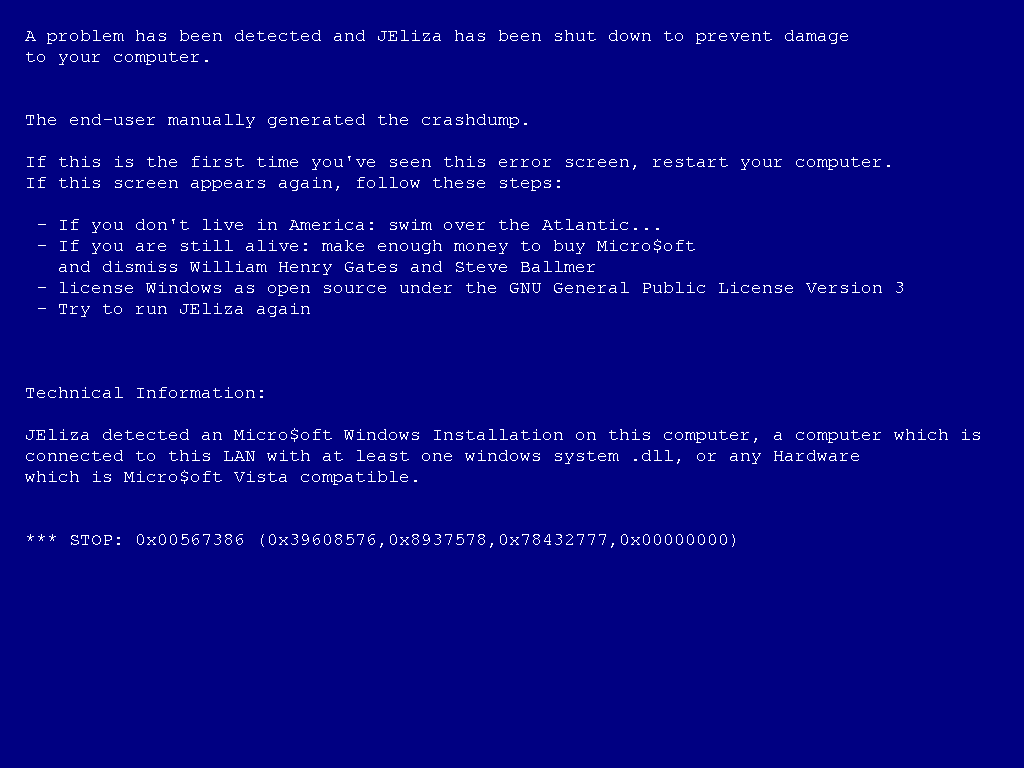 A problem has been detected and JEliza has been shut down to prevent damage
to your computer.
The end-user manually generated the crashdump.
If this is the first time you've seen this error screen, restart your computer.
If this screen appears again, follow these steps:
- If you don't live in America: swim over the Atlantic...
- If you are still alive: make enough money to buy Micro$oft
and dismiss William Henry Gates and Steve Ballmer
- license Windows as open source under the GNU General Public License Version 3
- Try to run JEliza again
Technical Information:
JEliza detected an Micro$oft Windows Installation on this computer, a computer which is
connected to this LAN with at least one windows system .dll, or any Hardware
which is Micro$oft Vista compatible.
*** STOP: 0x00567386 (0x39608576,0x8937578,0x78432777,0x00000000)